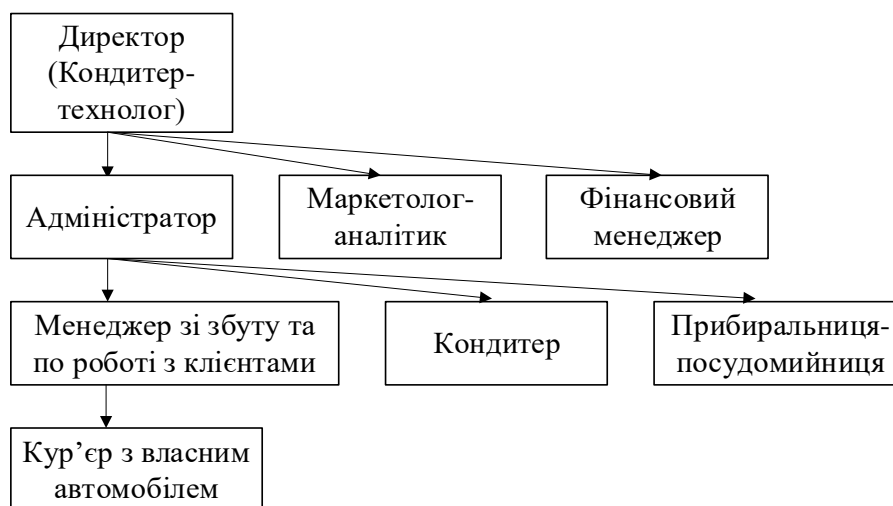 Директор
(Кондитер-
технолог)
Адміністратор
Маркетолог-
аналітик
Фінансовий
менеджер
Менеджер зі збуту та
по роботі з клієнтами
Кондитер
Прибиральниця-
посудомийниця
Кур’єр з власним
автомобілем